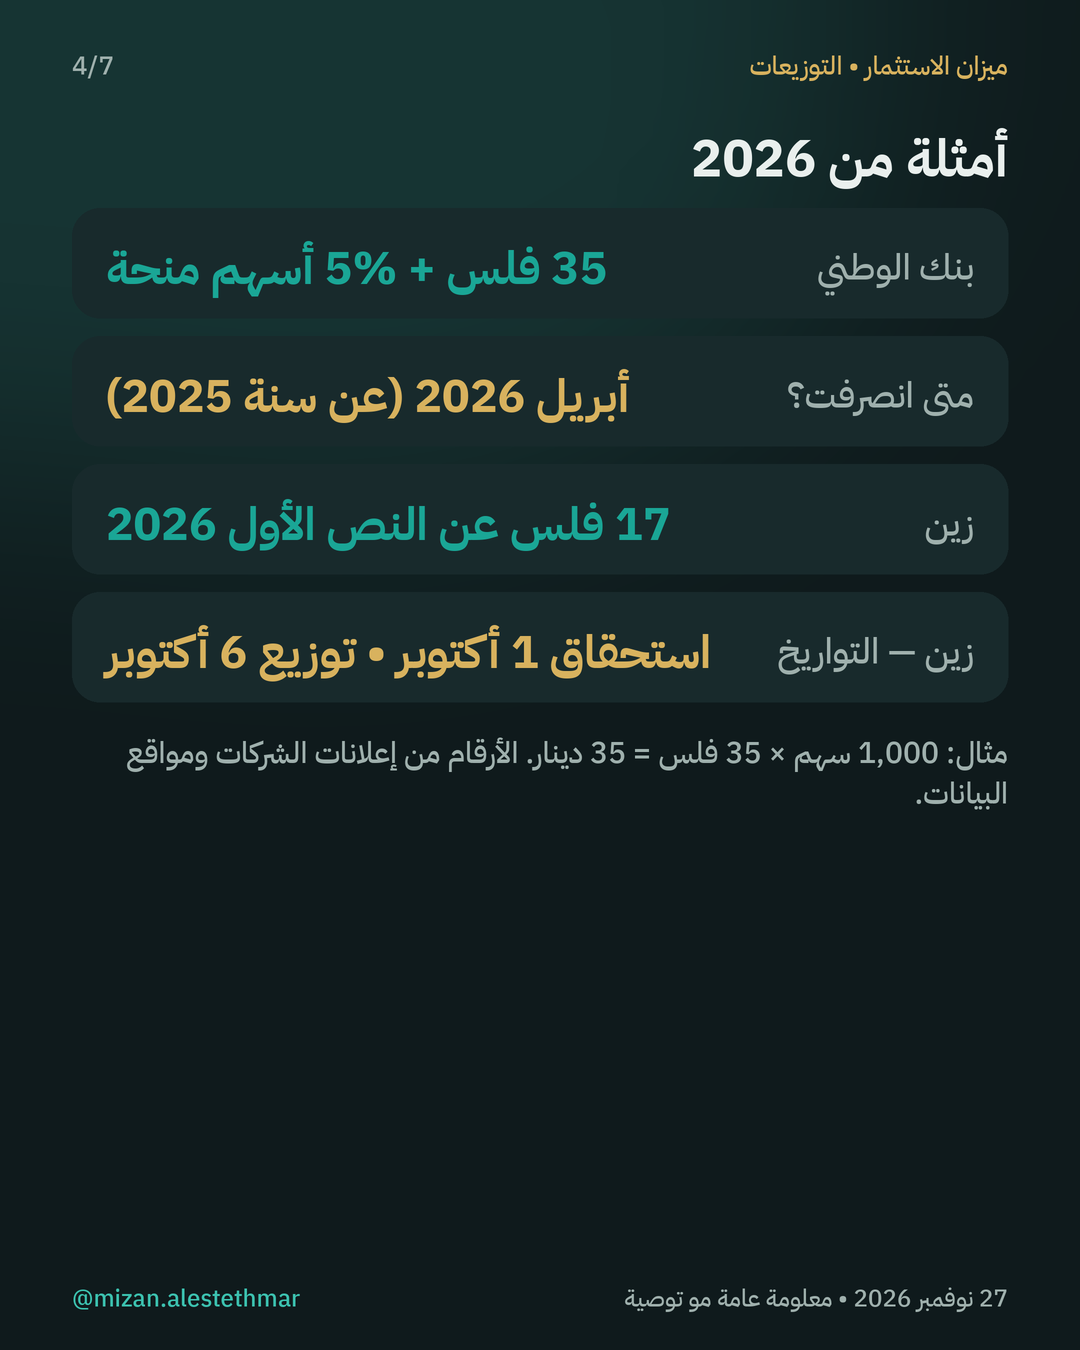 ميزان الاستثمار • التوزيعات
4/7
أمثلة من 2026
بنك الوطني
35 فلس + 5% أسهم منحة
متى انصرفت؟
أبريل 2026 (عن سنة 2025)
زين
17 فلس عن النص الأول 2026
زين — التواريخ
استحقاق 1 أكتوبر • توزيع 6 أكتوبر
مثال: 1,000 سهم × 35 فلس = 35 دينار. الأرقام من إعلانات الشركات ومواقع
البيانات.
27 نوفمبر 2026 • معلومة عامة مو توصية
@mizan.alestethmar